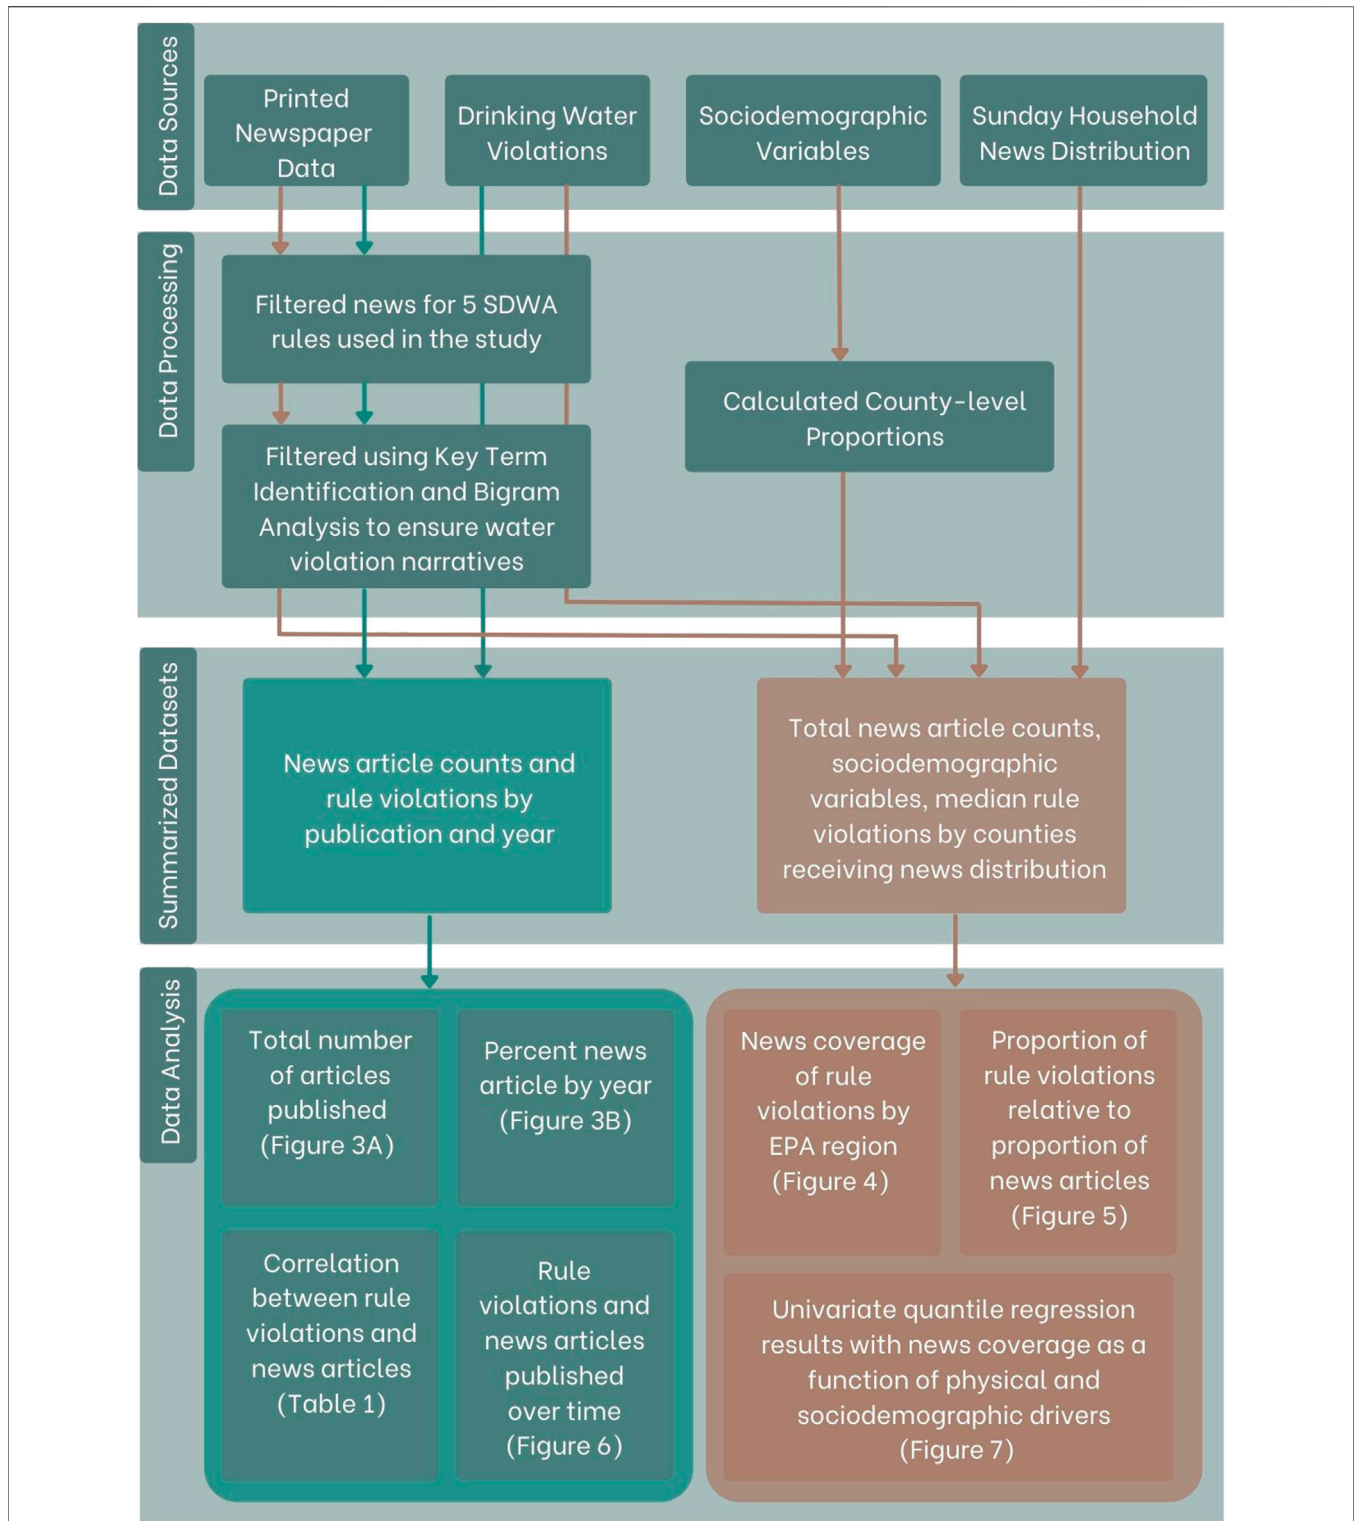 Data Sources
Printed
Newspaper
Data
Drinking Water
Violations
Sociodemographic
Variables
Sunday Household
News Distribution
Data Processing
Filtered news for 5 SDWA
rules used in the study
Calculated County-level
Proportions
Filtered using Key Term
Identification and Bigram
Analysis to ensure water
violation narratives
Summarized Datasets
News article counts and
rule violations by
publication and year
Total news article counts,
sociodemographic
variables, median rule
violations by counties
receiving news distribution
Data Analysis
Total number
of articles
published
(Figure 3A)
Percent news
article by year
(Figure 3B)
Correlation
between rule
violations and
news articles
(Table 1)
Rule
violations and
news articles
published
over time
(Figure 6)
News coverage
of rule
violations by
EPA region
(Figure 4)
Proportion of
rule violations
relative to
proportion of
news articles
(Figure 5)
Univariate quantile regression
results with news coverage as a
function of physical and
sociodemographic drivers
(Figure 7)